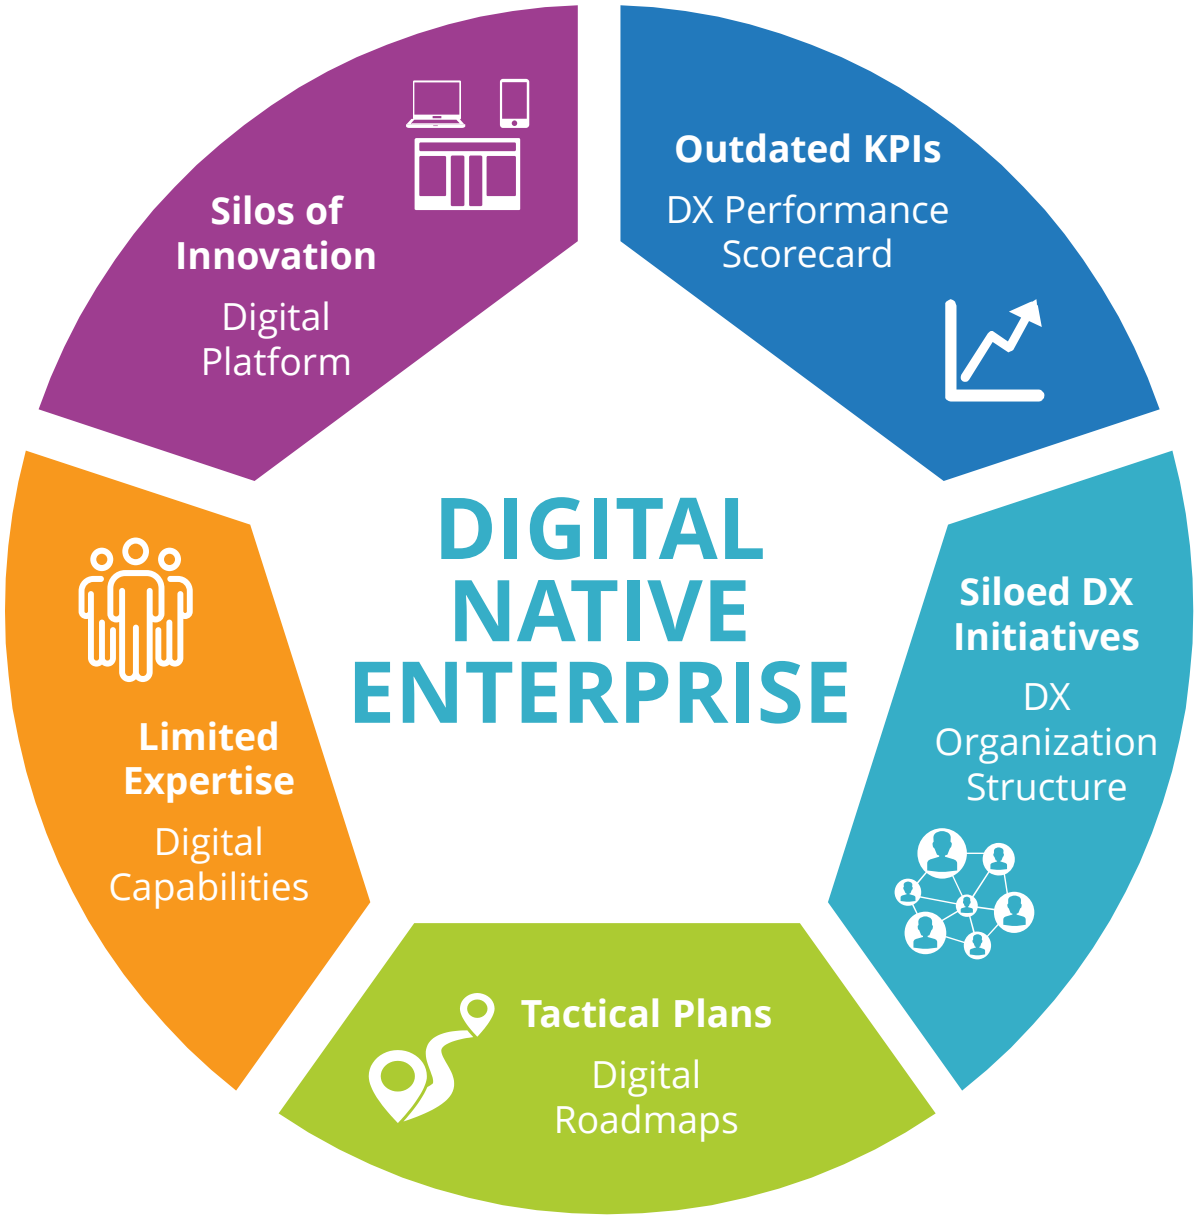 Outdated KPIs
DX Performance
Scorecard
Silos of
Innovation
Digital
Platform
DIGITAL
NATIVE
ENTERPRISE
Siloed DX
Initiatives
DX
Organization
Structure
Limited
Expertise
Digital
Capabilities
Tactical Plans
Digital
Roadmaps